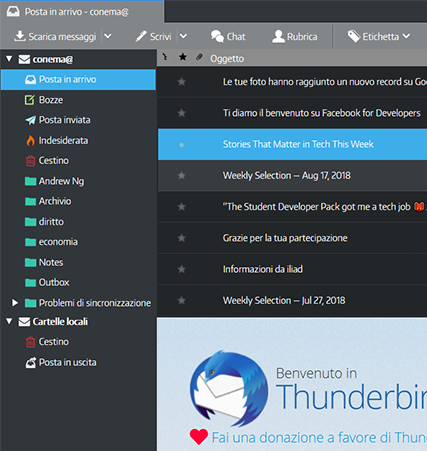 Posta in arrivo - conema@
Scarica messaggi Scrivi Chat Rubrica Etichetta
conema@
Posta in arrivo
Bozze
Posta inviata
Indesiderata
Cestino
Andrew Ng
Archivio
diritto
economia
Notes
Outbox
Problemi di sincronizzazione
Cartelle locali
Cestino
Posta in uscita
Oggetto
Le tue foto hanno raggiunto un nuovo record su Go
Ti diamo il benvenuto su Facebook for Developers
Stories That Matter in Tech This Week
Weekly Selection — Aug 17, 2018
"The Student Developer Pack got me a tech job
Grazie per la tua partecipazione
Informazioni da iliad
Weekly Selection — Jul 27, 2018
Benvenuto in
Thunderbir
Fai una donazione a favore di Thun